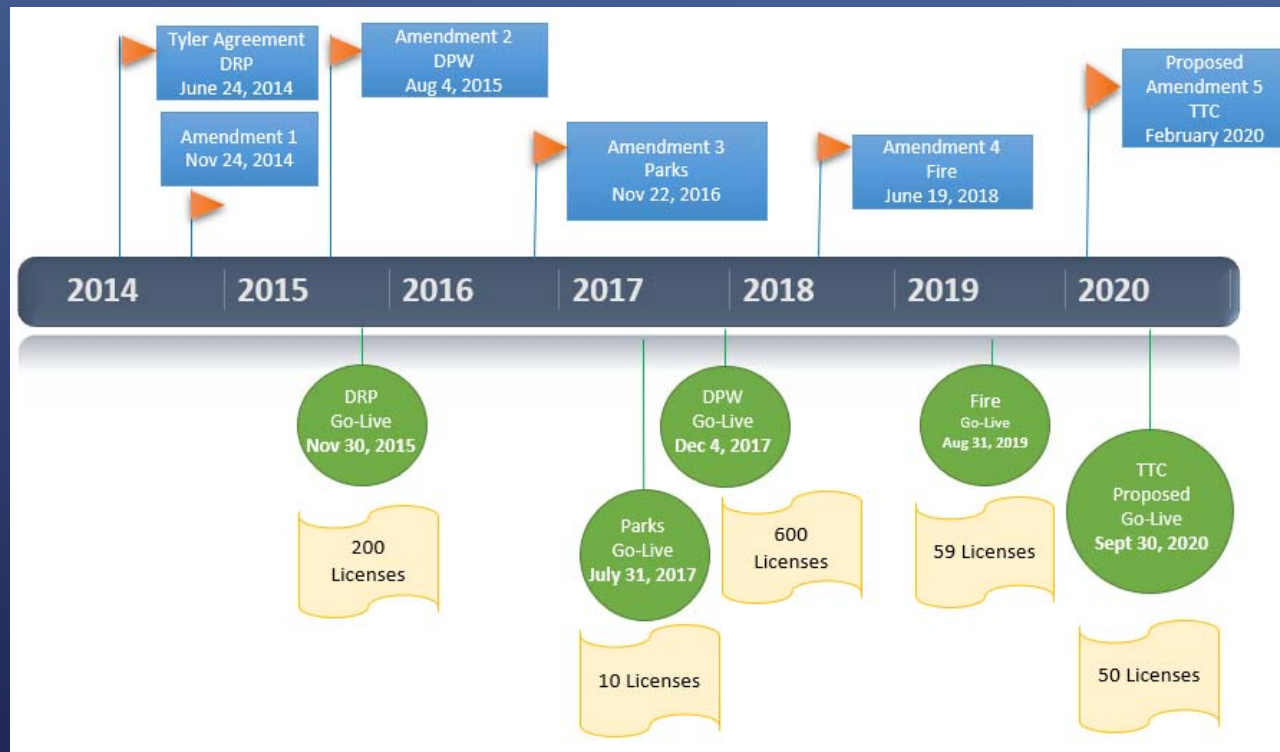 Tyler Agreement
DRP
June 24, 2014
Amendment 1
Nov 24, 2014
Amendment 2
DPW
Aug 4, 2015
Amendment 3
Parks
Nov 22, 2016
Amendment 4
Fire
June 19, 2018
Proposed
Amendment 5
TTC
February 2020
2014
2015
2016
2017
2018
2019
2020
DRP
Go-Live
Nov 30, 2015
200
Licenses
Parks
Go-Live
July 31, 2017
10 Licenses
DPW
Go-Live
Dec 4, 2017
600
Licenses
Fire
Go-Live
Aug 31, 2019
59 Licenses
TTC
Proposed
Go-Live
Sept 30, 2020
50 Licenses